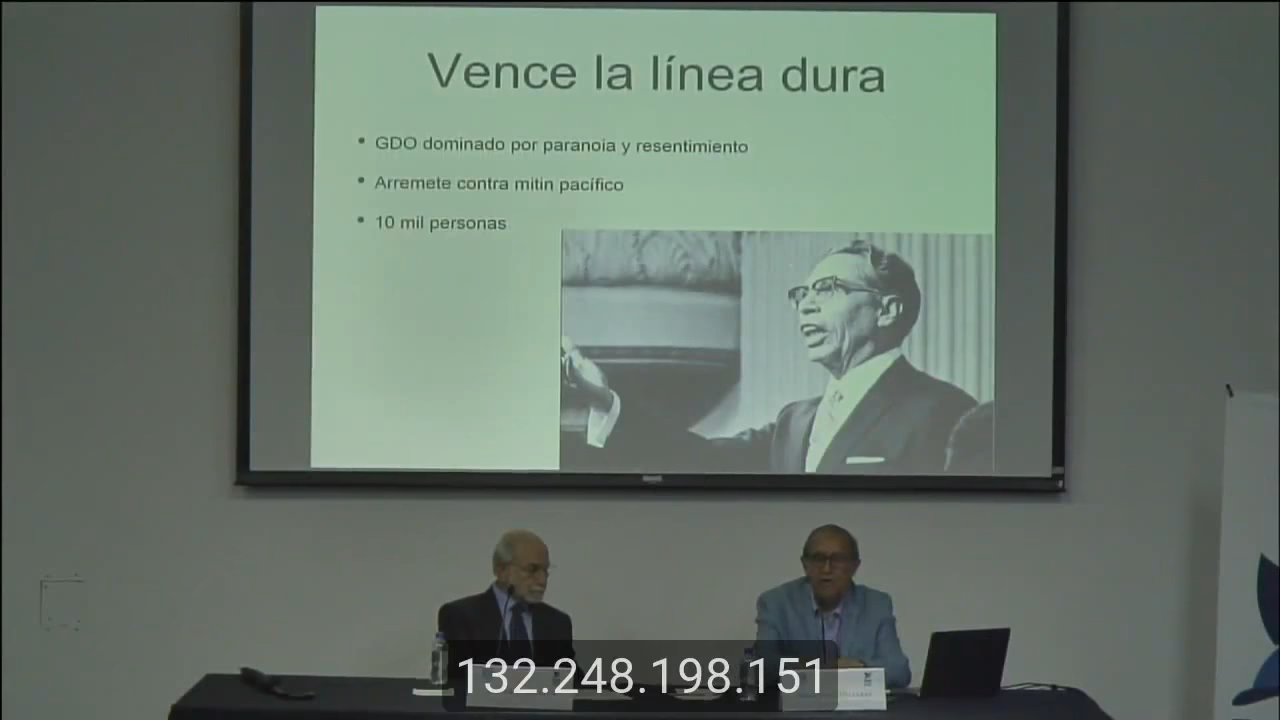 Vence la línea dura
• GDO dominado por paranoia y resentimiento
• Arremete contra mitin pacífico
• 10 mil personas
132.248.198.151